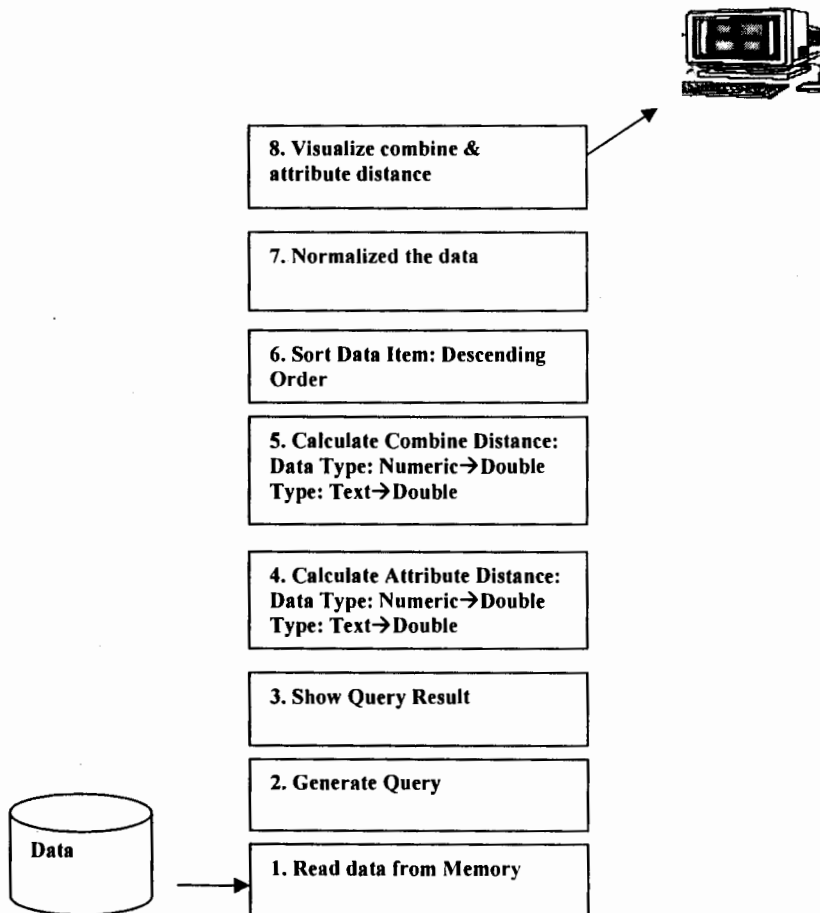 8. Visualize combine &
attribute distance
7. Normalized the data
6. Sort Data Item: Descending
Order
5. Calculate Combine Distance:
Data Type: Numeric→Double
Type: Text→Double
4. Calculate Attribute Distance:
Data Type: Numeric→Double
Type: Text→Double
3. Show Query Result
2. Generate Query
Data
1. Read data from Memory